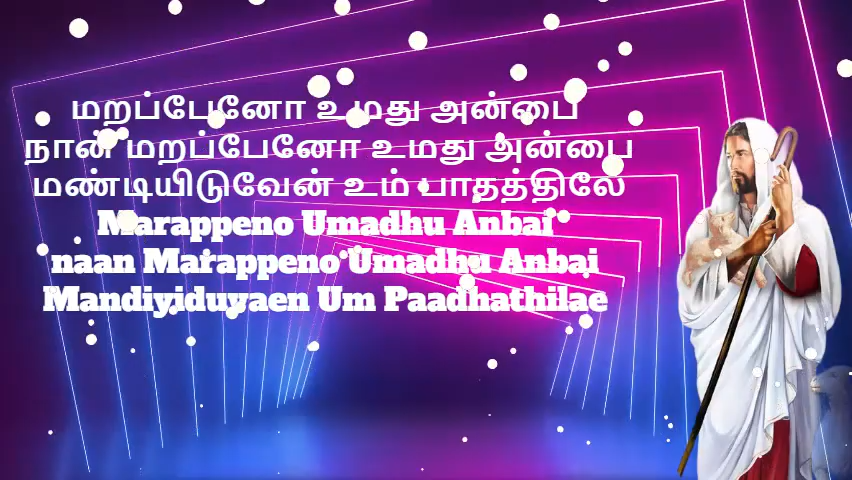 மறப்பேனோ உமது அன்பை
நான் மறப்பேனோ உமது அன்பை
மண்டியிடுவேன் உம் பாதத்திலே
Marappeno Umadhu Anbai
naan Marappeno Umadhu Anbai
Mandiyiduvaen Um Paadhathilae